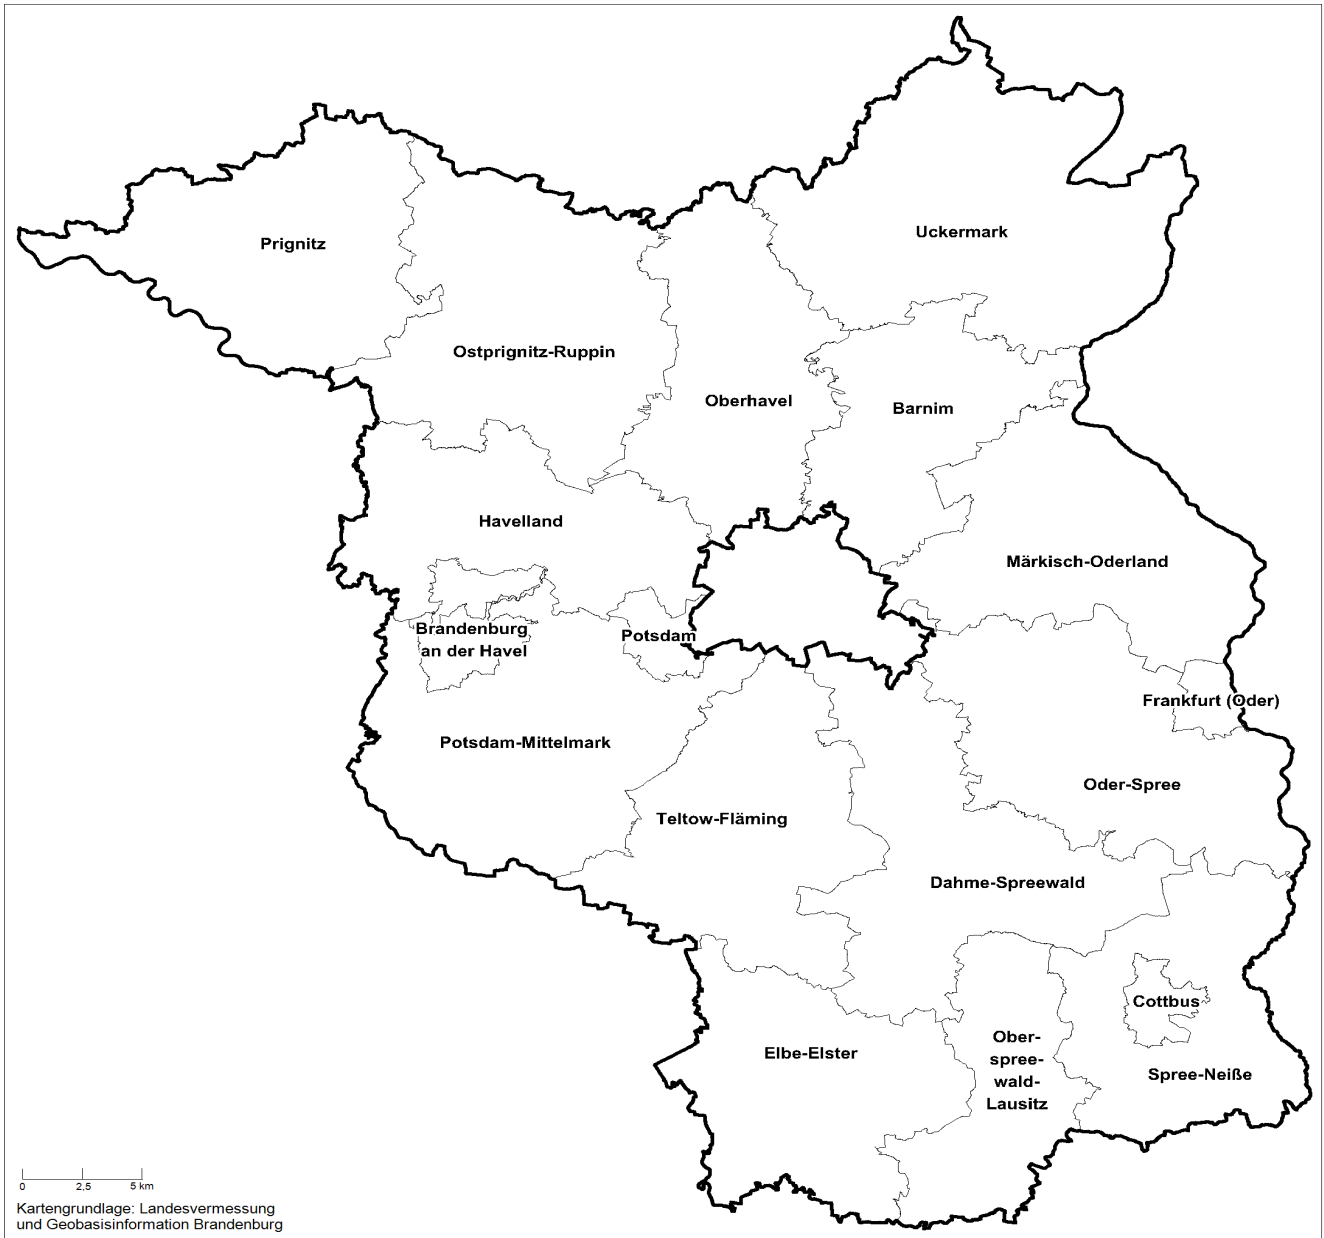 Uckermark
Prignitz
Ostprignitz-Ruppin
Oberhavel
Barnim
Havelland
Märkisch-Oderland
Brandenburg
an der Havel
Potsdam
Frankfurt (Oder)
Potsdam-Mittelmark
Oder-Spree
Teltow-Fläming
Dahme-Spreewald
Cottbus
Ober-
spree-
wald-
Lausitz
Elbe-Elster
Spree-Neiße
0 2,5 5 km
Kartengrundlage: Landesvermessung
und Geobasisinformation Brandenburg